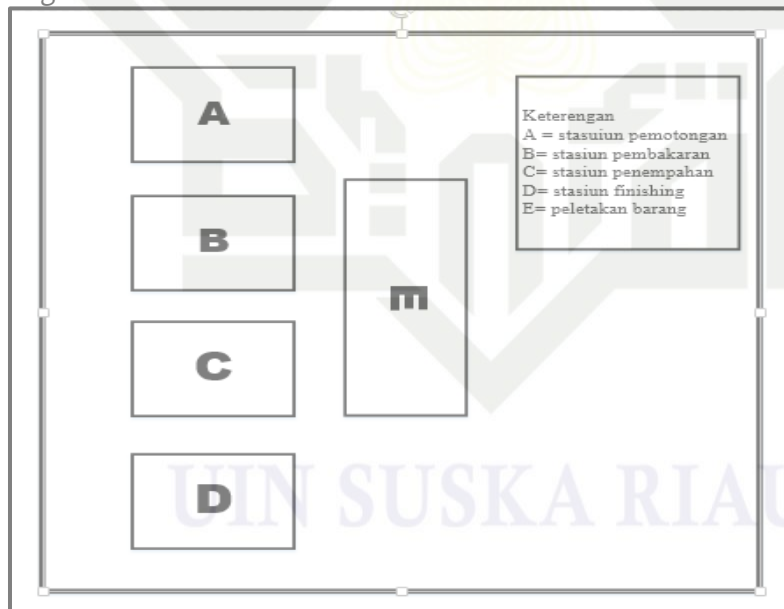 A
B
C
D
E
Keterengan
A = stasuiun pemotongan
B= stasiun pembakaran
C= stasiun penempahan
D= stasiun finishing
E= peletakan barang
UIN SUSKA RIAU